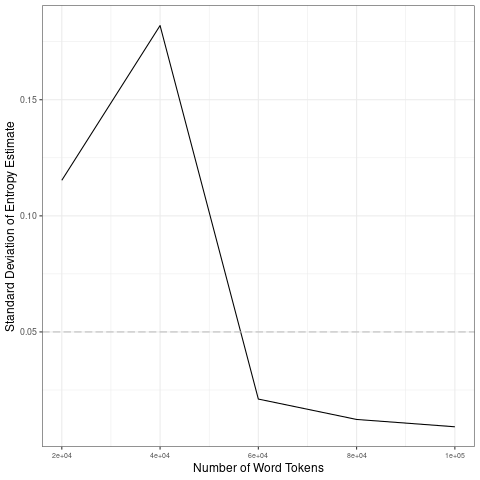 Standard Deviation of Entropy Estimate
0.15
0.10
0.05
2e+04 4e+04 6e+04 8e+04 1e+05
Number of Word Tokens